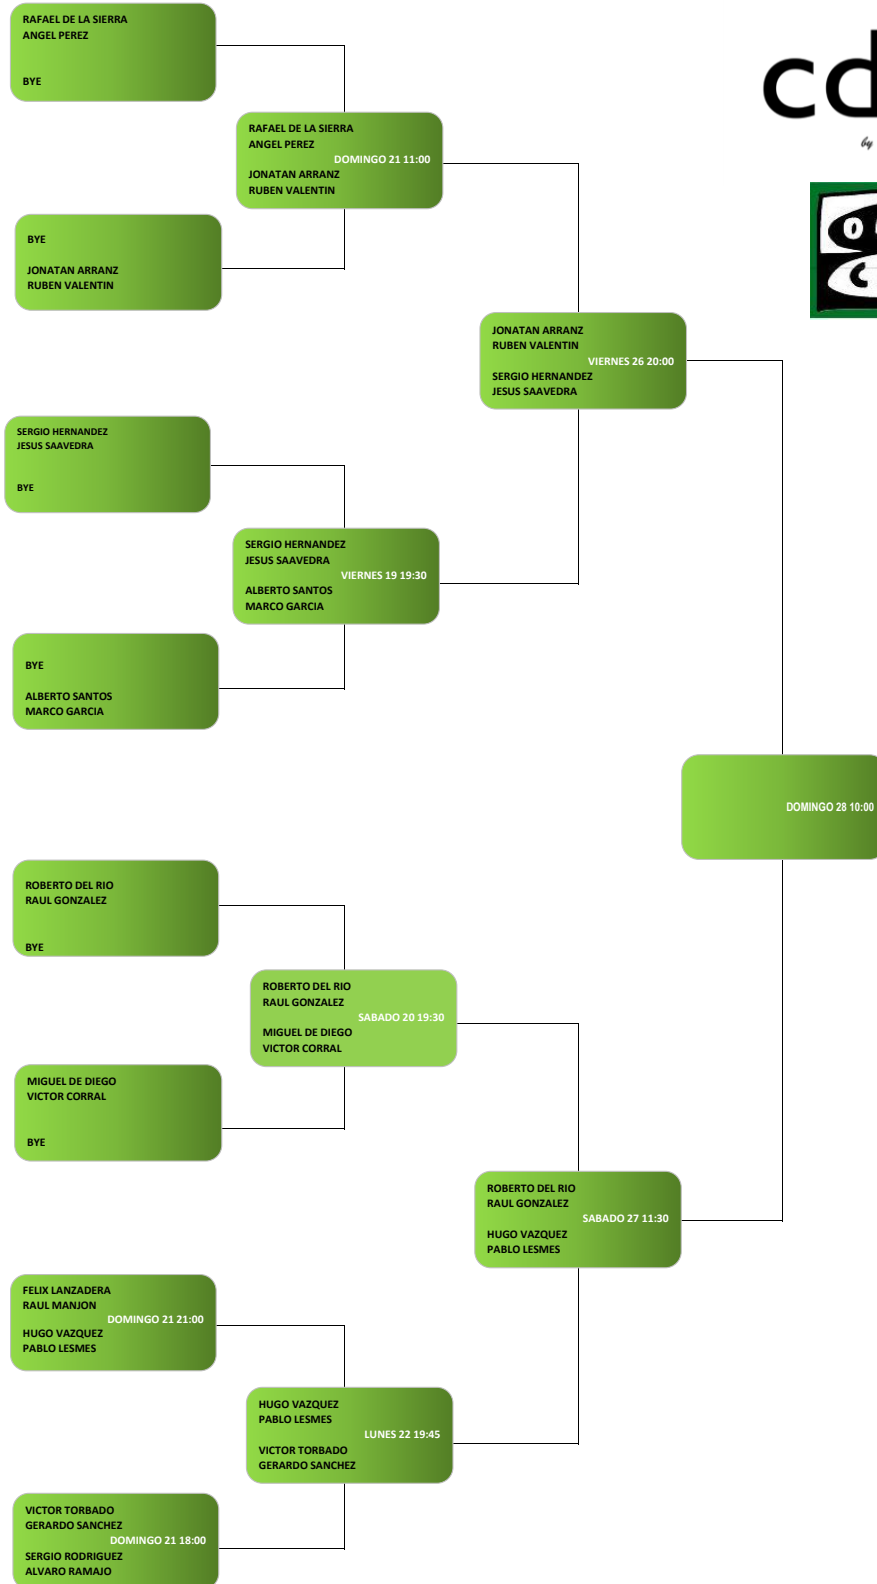 RAFAEL DE LA SIERRA
ANGEL PEREZ
BYE
cd
by
RAFAEL DE LA SIERRA
ANGEL PEREZ
DOMINGO 21 11:00
JONATAN ARRANZ
RUBEN VALENTIN
BYE
JONATAN ARRANZ
RUBEN VALENTIN
JONATAN ARRANZ
RUBEN VALENTIN
VIERNES 26 20:00
SERGIO HERNANDEZ
JESUS SAAVEDRA
SERGIO HERNANDEZ
JESUS SAAVEDRA
BYE
SERGIO HERNANDEZ
JESUS SAAVEDRA
VIERNES 19 19:30
ALBERTO SANTOS
MARCO GARCIA
BYE
ALBERTO SANTOS
MARCO GARCIA
DOMINGO 28 10:00
ROBERTO DEL RIO
RAUL GONZALEZ
BYE
ROBERTO DEL RIO
RAUL GONZALEZ
SABADO 20 19:30
MIGUEL DE DIEGO
VICTOR CORRAL
MIGUEL DE DIEGO
VICTOR CORRAL
BYE
ROBERTO DEL RIO
RAUL GONZALEZ
SABADO 27 11:30
HUGO VAZQUEZ
PABLO LESMES
FELIX LANZADERA
RAUL MANJON
DOMINGO 21 21:00
HUGO VAZQUEZ
PABLO LESMES
HUGO VAZQUEZ
PABLO LESMES
LUNES 22 19:45
VICTOR TORBADO
GERARDO SANCHEZ
VICTOR TORBADO
GERARDO SANCHEZ
DOMINGO 21 18:00
SERGIO RODRIGUEZ
ALVARO RAMAJO